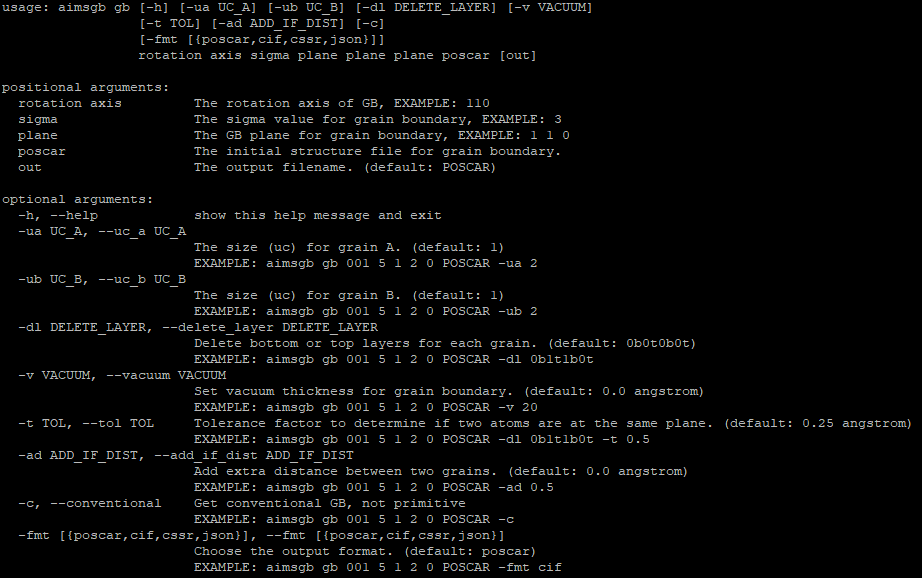 usage: aimsgb gb [-h] [-ua UC_A] [-ub UC_B] [-dl DELETE_LAYER] [-v VACUUM]
                 [-t TOL] [-ad ADD_IF_DIST] [-c]
                 [-fmt [{poscar,cif,cssr,json}]]
                 rotation axis sigma plane plane plane poscar [out]

positional arguments:
  rotation axis         The rotation axis of GB, EXAMPLE: 110
  sigma                 The sigma value for grain boundary, EXAMPLE: 3
  plane                 The GB plane for grain boundary, EXAMPLE: 1 1 0
  poscar                The initial structure file for grain boundary.
  out                   The output filename. (default: POSCAR)

optional arguments:
  -h, --help            show this help message and exit
  -ua UC_A, --uc_a UC_A
                        The size (uc) for grain A. (default: 1)
                        EXAMPLE: aimsgb gb 001 5 1 2 0 POSCAR -ua 2
  -ub UC_B, --uc_b UC_B
                        The size (uc) for grain B. (default: 1)
                        EXAMPLE: aimsgb gb 001 5 1 2 0 POSCAR -ub 2
  -dl DELETE_LAYER, --delete_layer DELETE_LAYER
                        Delete bottom or top layers for each grain. (default: 0b0t0b0t)
                        EXAMPLE: aimsgb gb 001 5 1 2 0 POSCAR -dl 0b1t1b0t
  -v VACUUM, --vacuum VACUUM
                        Set vacuum thickness for grain boundary. (default: 0.0 angstrom)
                        EXAMPLE: aimsgb gb 001 5 1 2 0 POSCAR -v 20
  -t TOL, --tol TOL     Tolerance factor to determine if two atoms are at the same plane. (default: 0.25 angstrom)
                        EXAMPLE: aimsgb gb 001 5 1 2 0 POSCAR -dl 0b1t1b0t -t 0.5
  -ad ADD_IF_DIST, --add_if_dist ADD_IF_DIST
                        Add extra distance between two grains. (default: 0.0 angstrom)
                        EXAMPLE: aimsgb gb 001 5 1 2 0 POSCAR -ad 0.5
  -c, --conventional    Get conventional GB, not primitive
                        EXAMPLE: aimsgb gb 001 5 1 2 0 POSCAR -c
  -fmt [{poscar,cif,cssr,json}], --fmt [{poscar,cif,cssr,json}]
                        Choose the output format. (default: poscar)
                        EXAMPLE: aimsgb gb 001 5 1 2 0 POSCAR -fmt cif